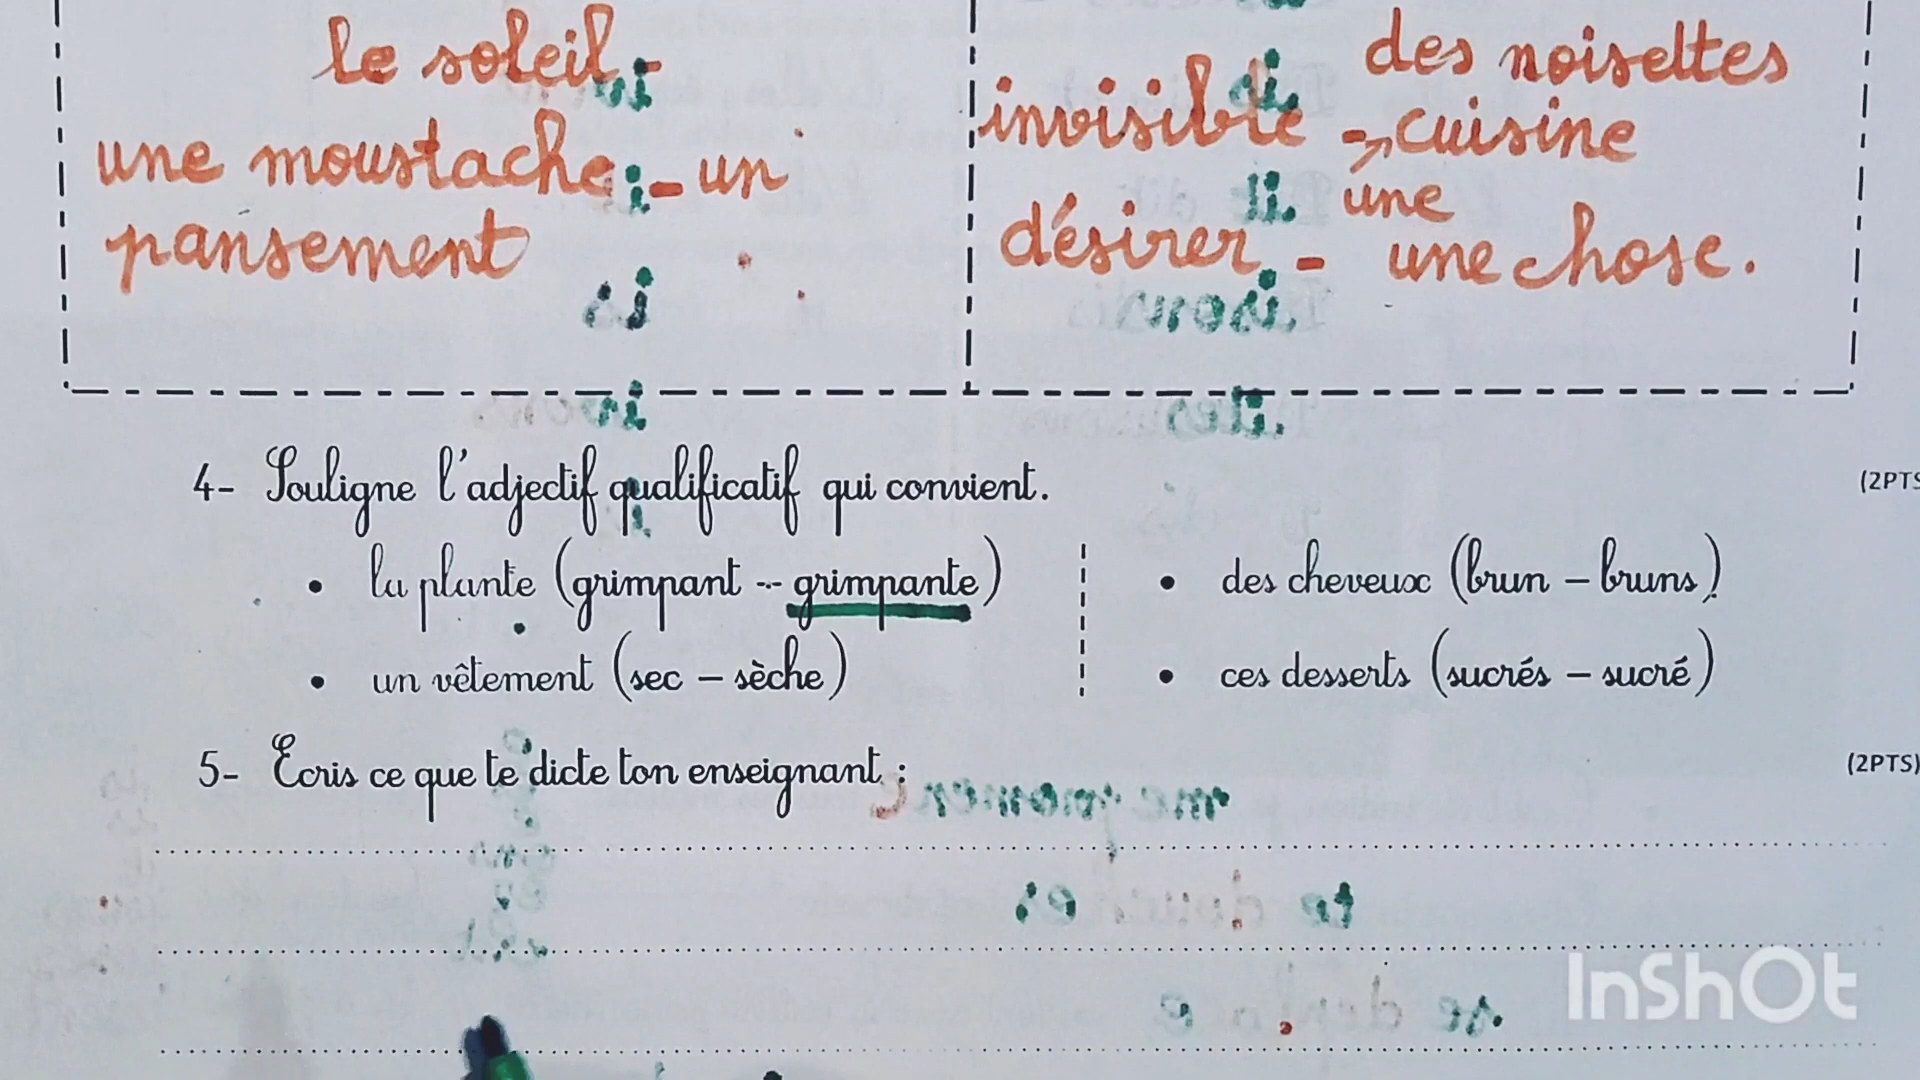 le soleil -
une moustache - un
pansement
des noisettes
invisible - cuisine
une
désirer - une chose.
4- Souligne l'adjectif qualificatif qui convient. (2PTS
• la plante (grimpant - grimpante)
• des cheveux (brun – bruns)
• un vêtement (sec – sèche)
• ces desserts (sucrés – sucré)
5- Ecris ce que te dicte ton enseignant : (2PTS)
InShOt